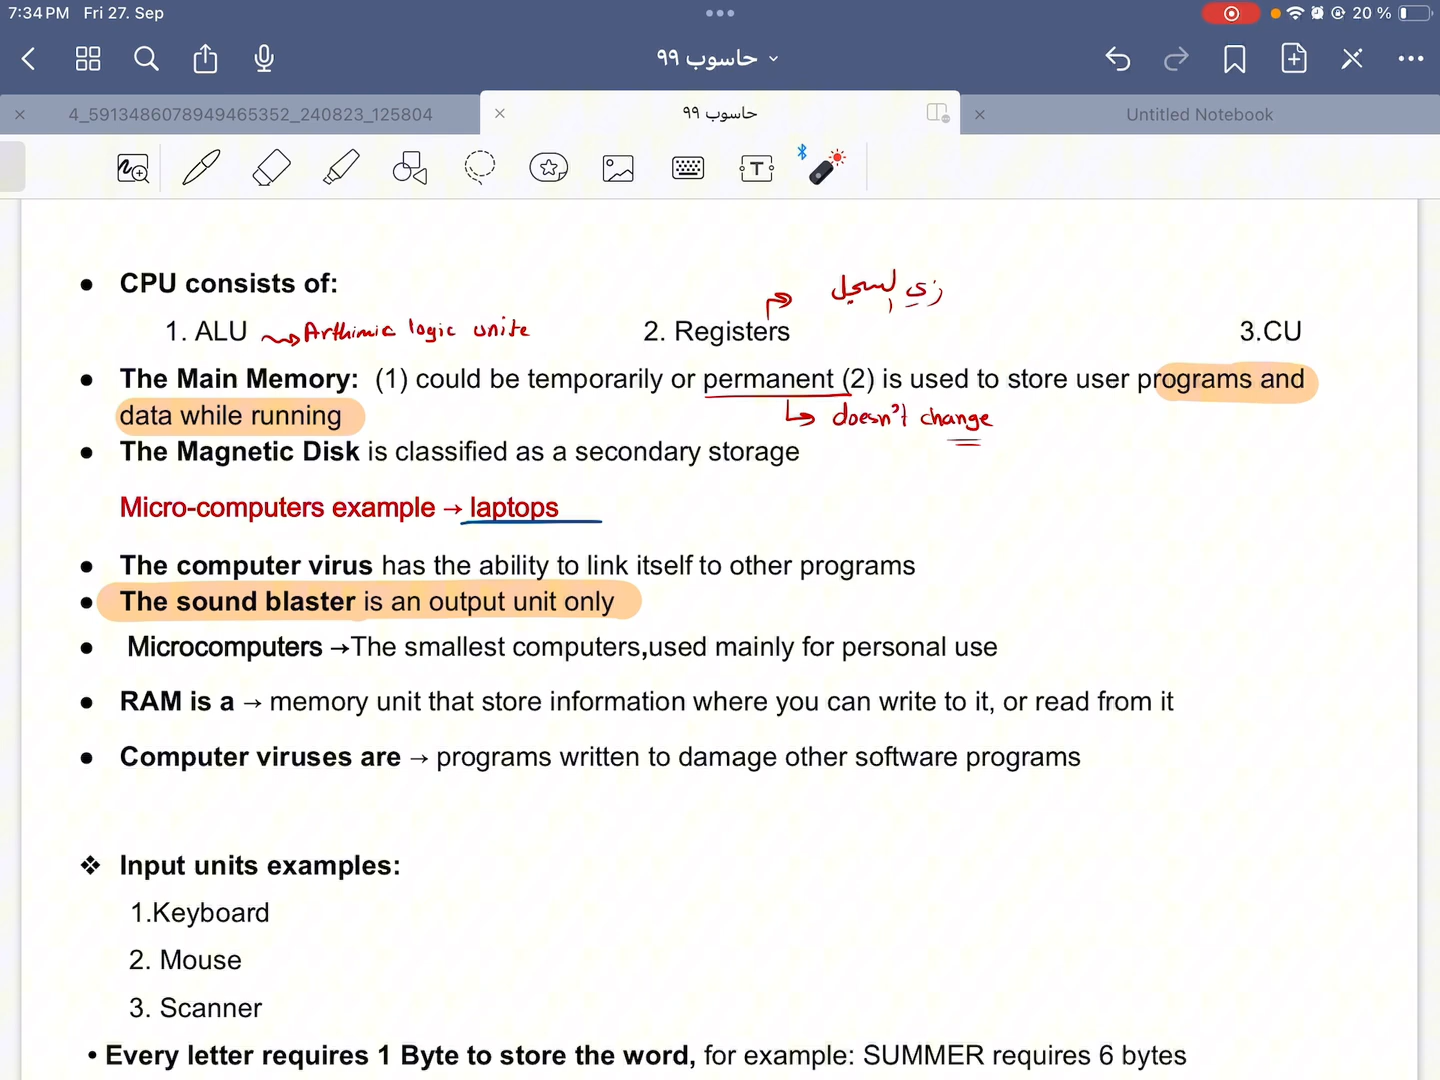 7:34 PM Fri 27. Sep
20 %
حاسوب ٩٩
4_5913486078949465352_240823_125804
حاسوب ٩٩
Untitled Notebook
● CPU consists of:
زي السجل
1. ALU Arthimic logic unite 2. Registers 3.CU
● The Main Memory: (1) could be temporarily or permanent (2) is used to store user programs and
data while running
doesn't change
● The Magnetic Disk is classified as a secondary storage
Micro-computers example → laptops
● The computer virus has the ability to link itself to other programs
● The sound blaster is an output unit only
● Microcomputers →The smallest computers,used mainly for personal use
● RAM is a → memory unit that store information where you can write to it, or read from it
● Computer viruses are → programs written to damage other software programs
❖ Input units examples:
1.Keyboard
2. Mouse
3. Scanner
• Every letter requires 1 Byte to store the word, for example: SUMMER requires 6 bytes